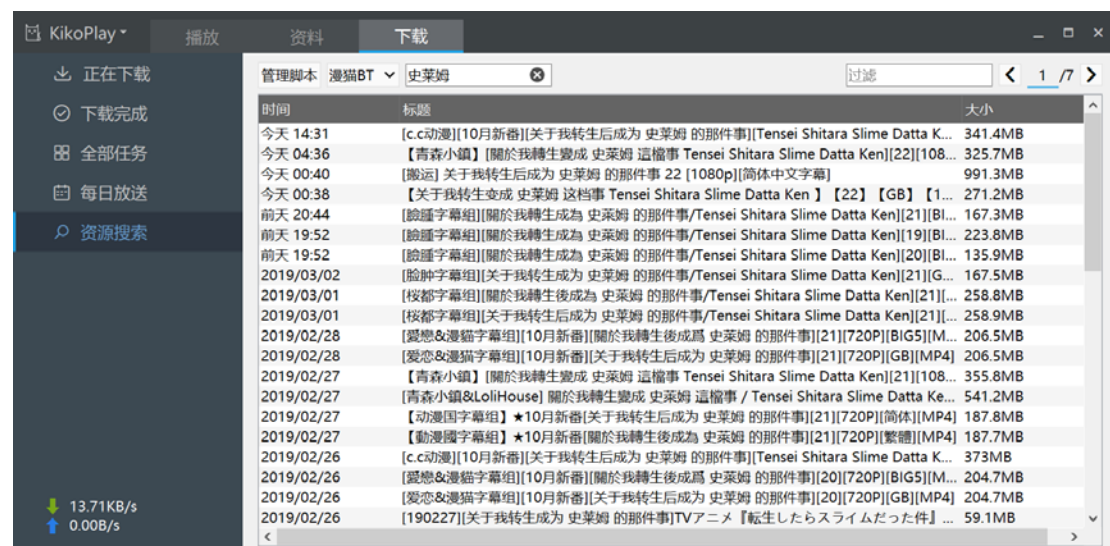 KikoPlay 播放 资料 下载
正在下载
下载完成
全部任务
每日放送
资源搜索
13.71KB/s
0.00B/s
管理脚本 漫猫BT 史莱姆 过滤 1 /7
时间 标题 大小
今天 14:31 [c.c动漫][10月新番][关于我转生后成为 史莱姆 的那件事][Tensei Shitara Slime Datta K... 341.4MB
今天 04:36 【青森小鎮】[關於我轉生變成 史萊姆 這檔事 Tensei Shitara Slime Datta Ken][22][108... 325.7MB
今天 00:40 [搬运] 关于我转生后成为 史莱姆 的那件事 22 [1080p][简体中文字幕] 991.3MB
今天 00:38 【关于我转生变成 史莱姆 这档事 Tensei Shitara Slime Datta Ken 】【22】【GB】【1... 271.2MB
前天 20:44 [臉腫字幕組][關於我轉生成為 史萊姆 的那件事/Tensei Shitara Slime Datta Ken][21][BI... 167.3MB
前天 19:52 [臉腫字幕組][關於我轉生成為 史萊姆 的那件事/Tensei Shitara Slime Datta Ken][19][BI... 223.8MB
前天 19:52 [臉腫字幕組][關於我轉生成為 史萊姆 的那件事/Tensei Shitara Slime Datta Ken][20][BI... 135.9MB
2019/03/02 [脸肿字幕组][关于我转生成为 史莱姆 的那件事/Tensei Shitara Slime Datta Ken][21][G... 167.5MB
2019/03/01 [桜都字幕组][關於我轉生後成為 史萊姆 的那件事/Tensei Shitara Slime Datta Ken][21][... 258.8MB
2019/03/01 [桜都字幕组][关于我转生后成为 史莱姆 的那件事/Tensei Shitara Slime Datta Ken][21][... 258.9MB
2019/02/28 [愛戀&漫貓字幕组][10月新番][關於我轉生後成爲 史萊姆 的那件事][21][720P][BIG5][M... 206.5MB
2019/02/28 [爱恋&漫猫字幕组][10月新番][关于我转生后成为 史莱姆 的那件事][21][720P][GB][MP4] 206.5MB
2019/02/27 【青森小鎮】[關於我轉生變成 史萊姆 這檔事 Tensei Shitara Slime Datta Ken][21][108... 355.8MB
2019/02/27 [青森小鎮&LoliHouse] 關於我轉生變成 史萊姆 這檔事 / Tensei Shitara Slime Datta Ke... 541.2MB
2019/02/27 【动漫国字幕组】★10月新番[关于我转生后成为 史莱姆 的那件事][21][720P][简体][MP4] 187.8MB
2019/02/27 【動漫國字幕組】★10月新番[關於我轉生後成為 史萊姆 的那件事][21][720P][繁體][MP4] 187.7MB
2019/02/26 [c.c动漫][10月新番][关于我转生后成为 史莱姆 的那件事][Tensei Shitara Slime Datta K... 373MB
2019/02/26 [愛戀&漫貓字幕组][10月新番][關於我轉生後成爲 史萊姆 的那件事][20][720P][BIG5][M... 204.7MB
2019/02/26 [爱恋&漫猫字幕组][10月新番][关于我转生后成为 史莱姆 的那件事][20][720P][GB][MP4] 204.7MB
2019/02/26 [190227][关于我转生成为 史莱姆 的那件事]TVアニメ『転生したらスライムだった件』 ... 59.1MB